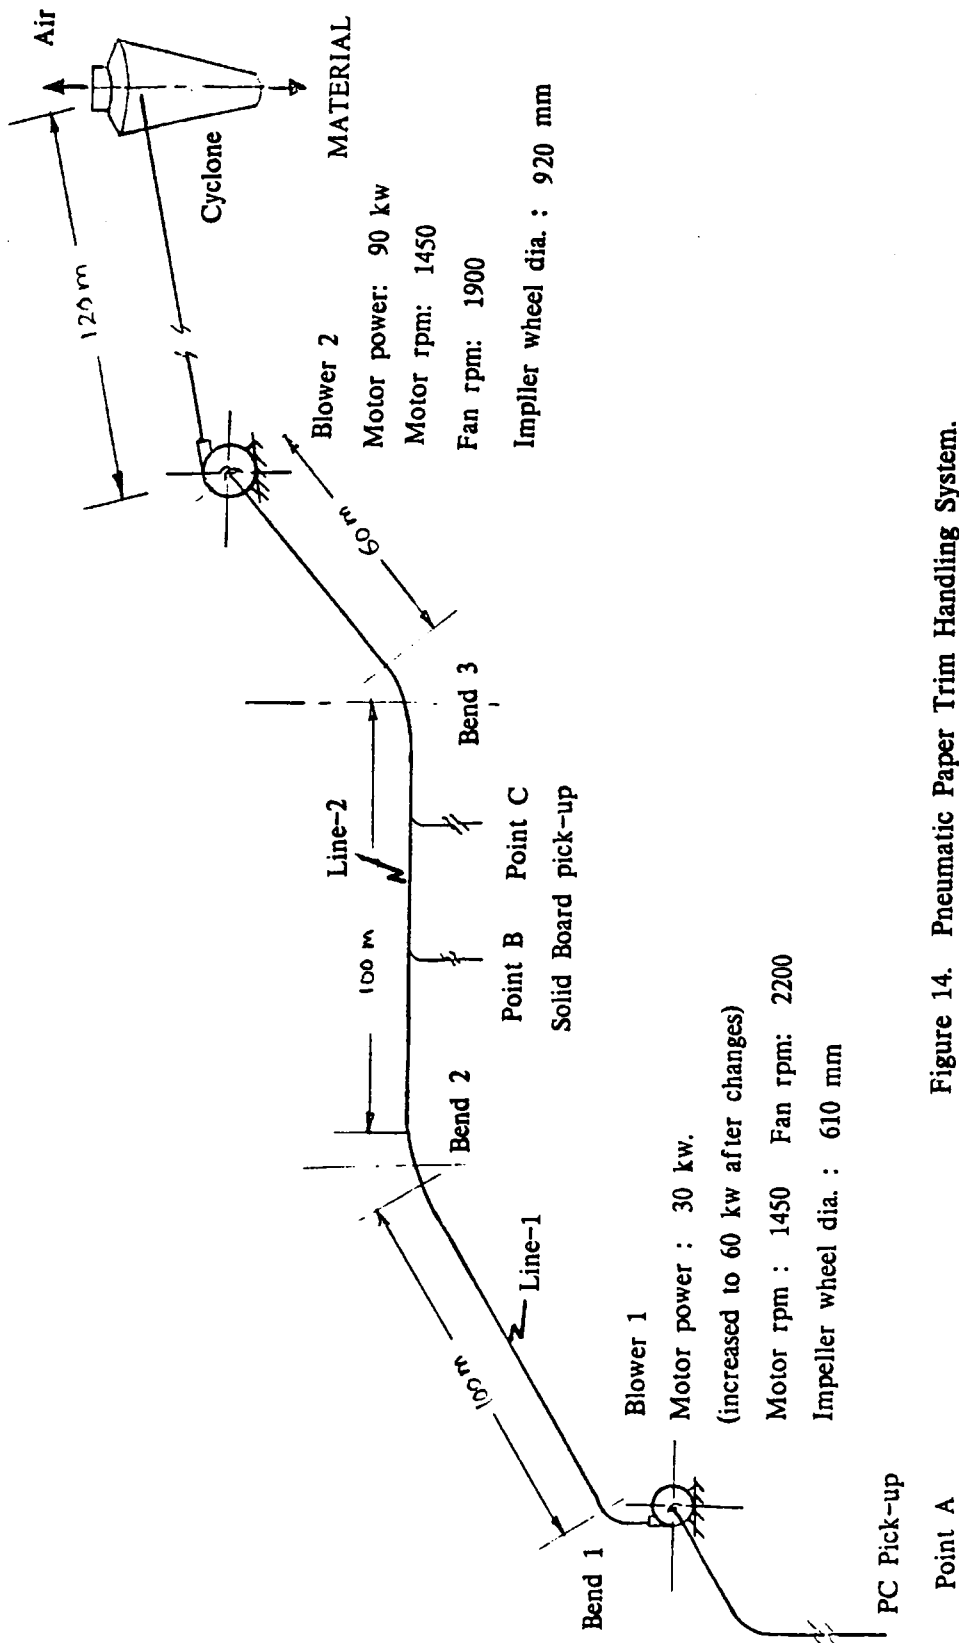 Air
120 m
Cyclone
MATERIAL
Blower 2
Motor power: 90 kw
Motor rpm: 1450
Fan rpm: 1900
Impller wheel dia. : 920 mm
60 m
Bend 3
Line-2
100 m
Point B
Point C
Solid Board pick-up
Bend 2
100 m
Line-1
Blower 1
Motor power : 30 kw.
(increased to 60 kw after changes)
Motor rpm : 1450 Fan rpm: 2200
Impeller wheel dia. : 610 mm
Bend 1
PC Pick-up
Point A
Figure 14. Pneumatic Paper Trim Handling System.